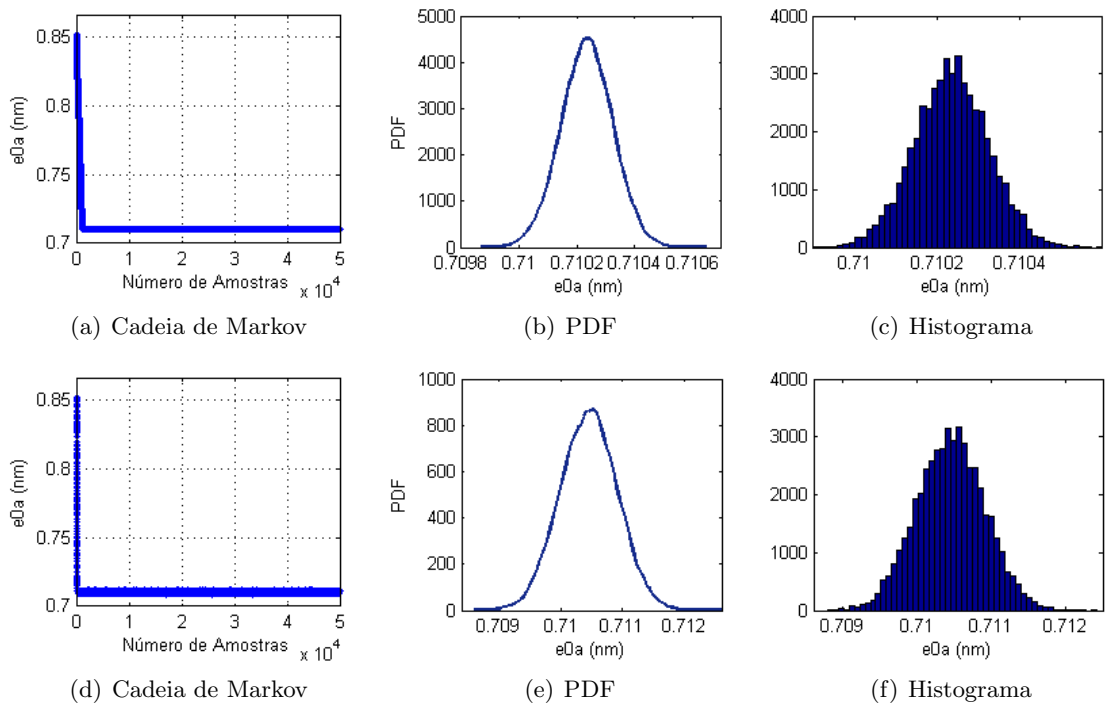 0.85
0.8
0.75
0.7
e0a (nm)
0 1 2 3 4 5
Número de Amostras
x 10^4
(a) Cadeia de Markov
5000
4000
3000
2000
1000
0
PDF
0.7098 0.71 0.7102 0.7104 0.7106
e0a (nm)
(b) PDF
4000
3000
2000
1000
0
0.71 0.7102 0.7104
e0a (nm)
(c) Histograma
0.85
0.8
0.75
0.7
e0a (nm)
0 1 2 3 4 5
Número de Amostras
x 10^4
(d) Cadeia de Markov
1000
800
600
400
200
0
PDF
0.709 0.71 0.711 0.712
e0a (nm)
(e) PDF
4000
3000
2000
1000
0
0.709 0.71 0.711 0.712
e0a (nm)
(f) Histograma